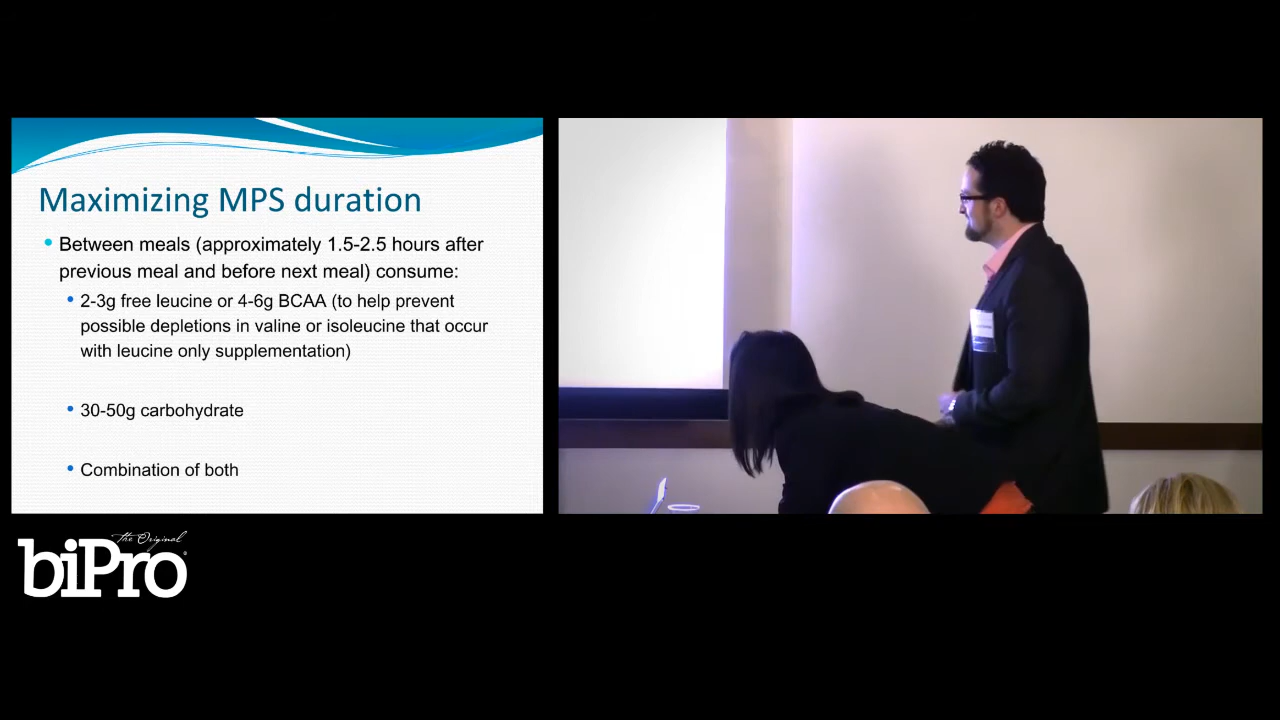 Maximizing MPS duration
• Between meals (approximately 1.5-2.5 hours after
previous meal and before next meal) consume:
• 2-3g free leucine or 4-6g BCAA (to help prevent
possible depletions in valine or isoleucine that occur
with leucine only supplementation)
• 30-50g carbohydrate
• Combination of both
The Original
biPro